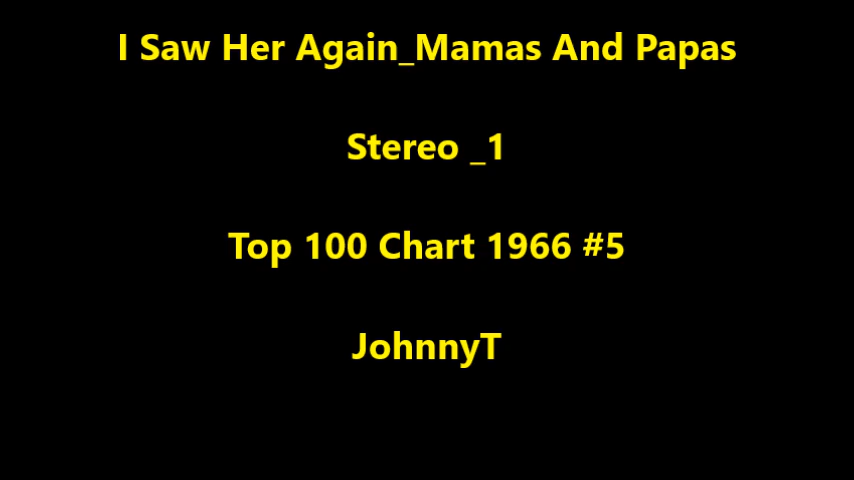 I Saw Her Again_Mamas And Papas
Stereo _1
Top 100 Chart 1966 #5
JohnnyT